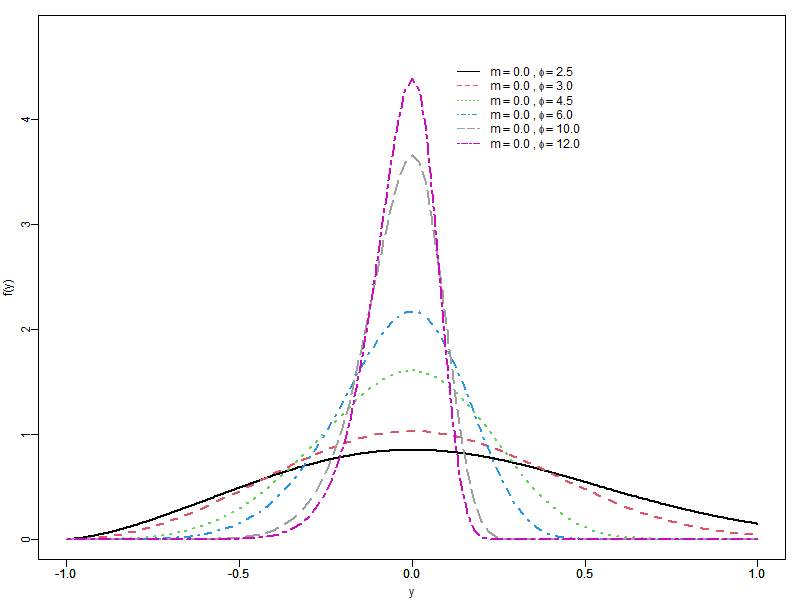 m = 0.0 , ϕ = 2.5
m = 0.0 , ϕ = 3.0
m = 0.0 , ϕ = 4.5
m = 0.0 , ϕ = 6.0
m = 0.0 , ϕ = 10.0
m = 0.0 , ϕ = 12.0
4
3
f(y)
2
1
0
-1.0 -0.5 0.0 0.5 1.0
y